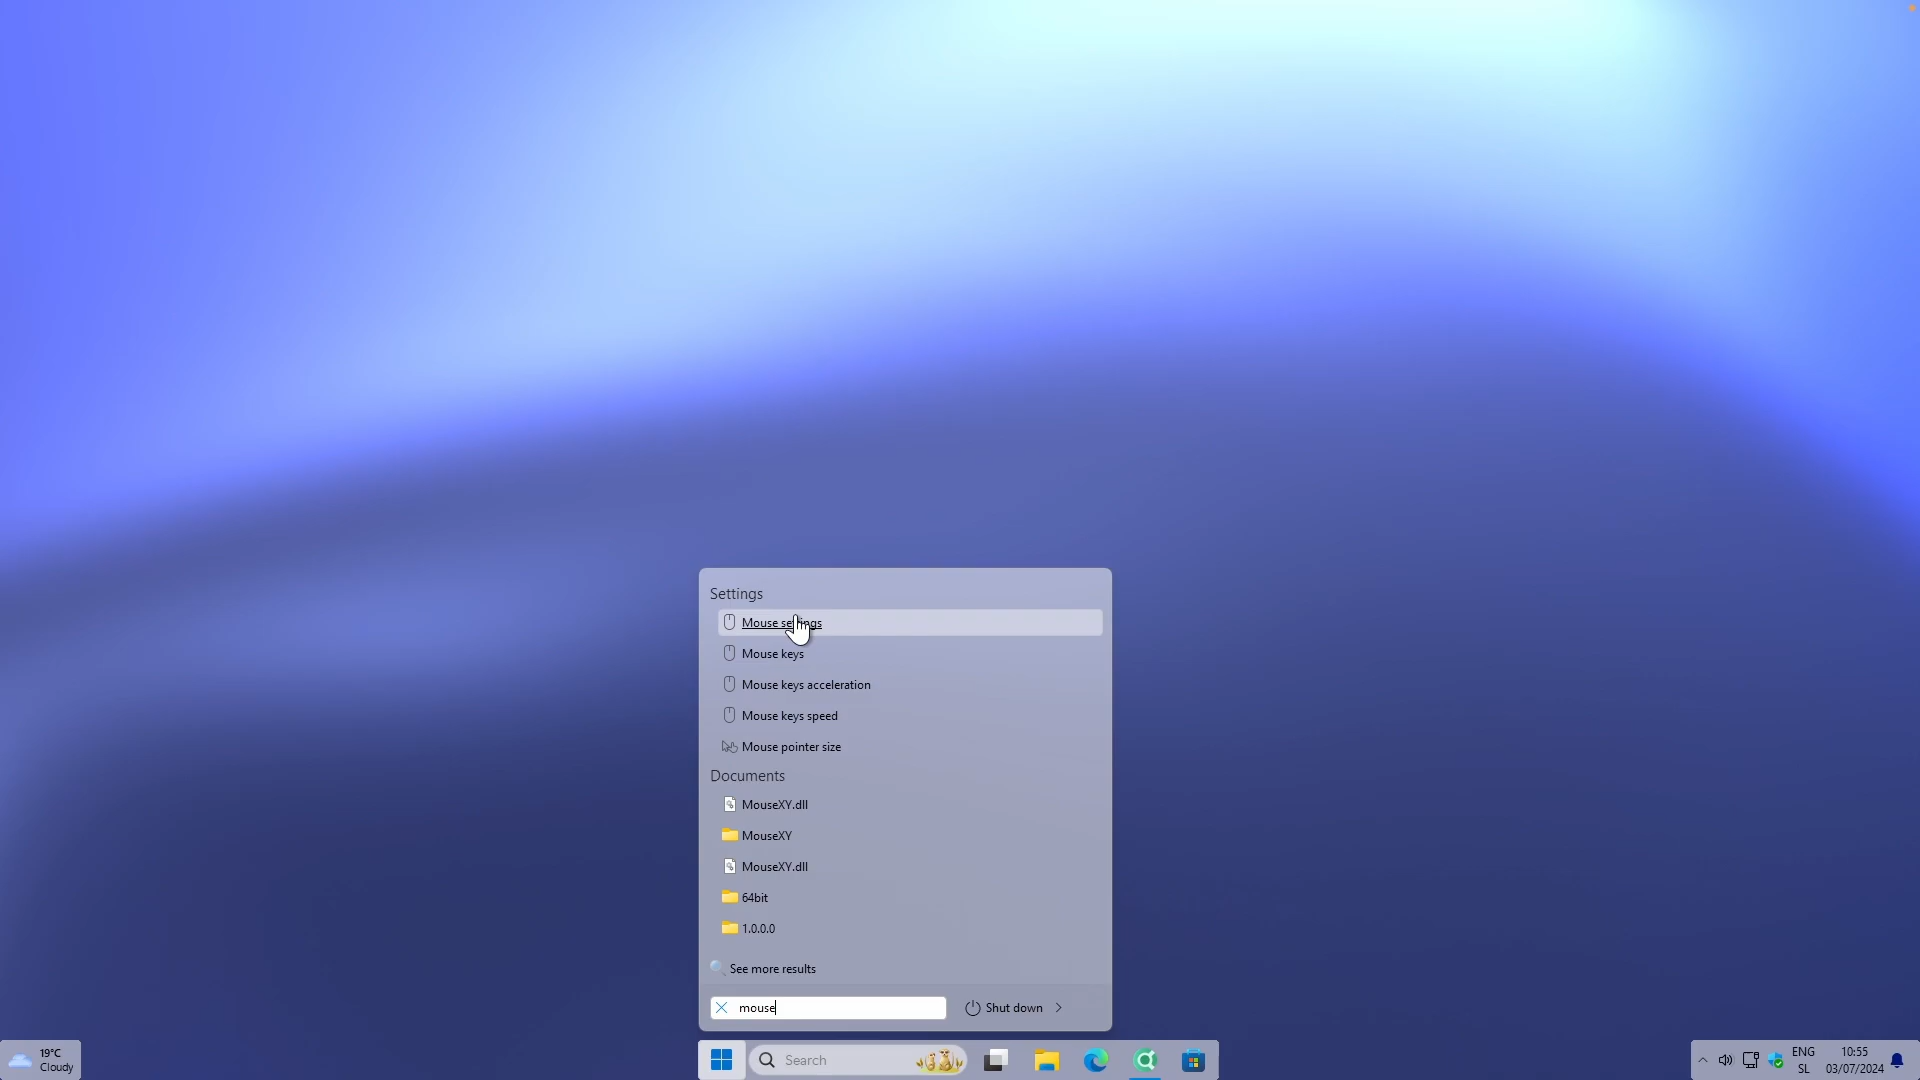 Settings
Mouse settings
Mouse keys
Mouse keys acceleration
Mouse keys speed
Mouse pointer size
Documents
MouseXY.dll
MouseXY
MouseXY.dll
64bit
1.0.0.0
See more results
mouse
Shut down
19°C
Cloudy
Search
ENG
SL
10:55
03/07/2024